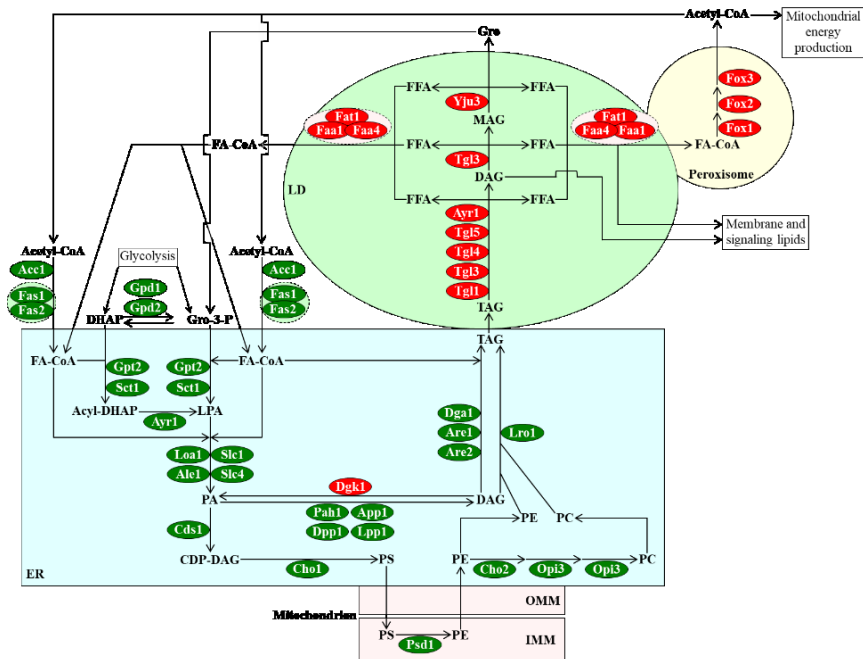 Acetyl-CoA
Mitochondrial
energy
production
Gro
FFA
FFA
Yju3
MAG
Fat1
Faa1
Faa4
Fat1
Faa4
Faa1
Fox3
Fox2
Fox1
FA-CoA
Peroxisome
FA-CoA
FFA
FFA
Tgl3
LD
DAG
FFA
FFA
Ayr1
Tgl5
Tgl4
Tgl3
Tgl1
TAG
Membrane and
signaling lipids
Acetyl-CoA
Glycolysis
Acetyl-CoA
Acc1
Gpd1
Acc1
Fas1
Fas2
Gpd2
Fas1
Fas2
DHAP
Gro-3-P
TAG
FA-CoA
Gpt2
Gpt2
FA-CoA
Sct1
Sct1
Acyl-DHAP
LPA
Ayr1
Dga1
Are1
Are2
Lro1
Loa1
Slc1
Ale1
Slc4
Dgk1
PA
DAG
Pah1
App1
Dpp1
Lpp1
PE
PC
Cds1
CDP-DAG
PS
PE
PC
Cho1
Cho2
Opi3
Opi3
ER
OMM
Mitochondrion
PS
PE
IMM
Psd1